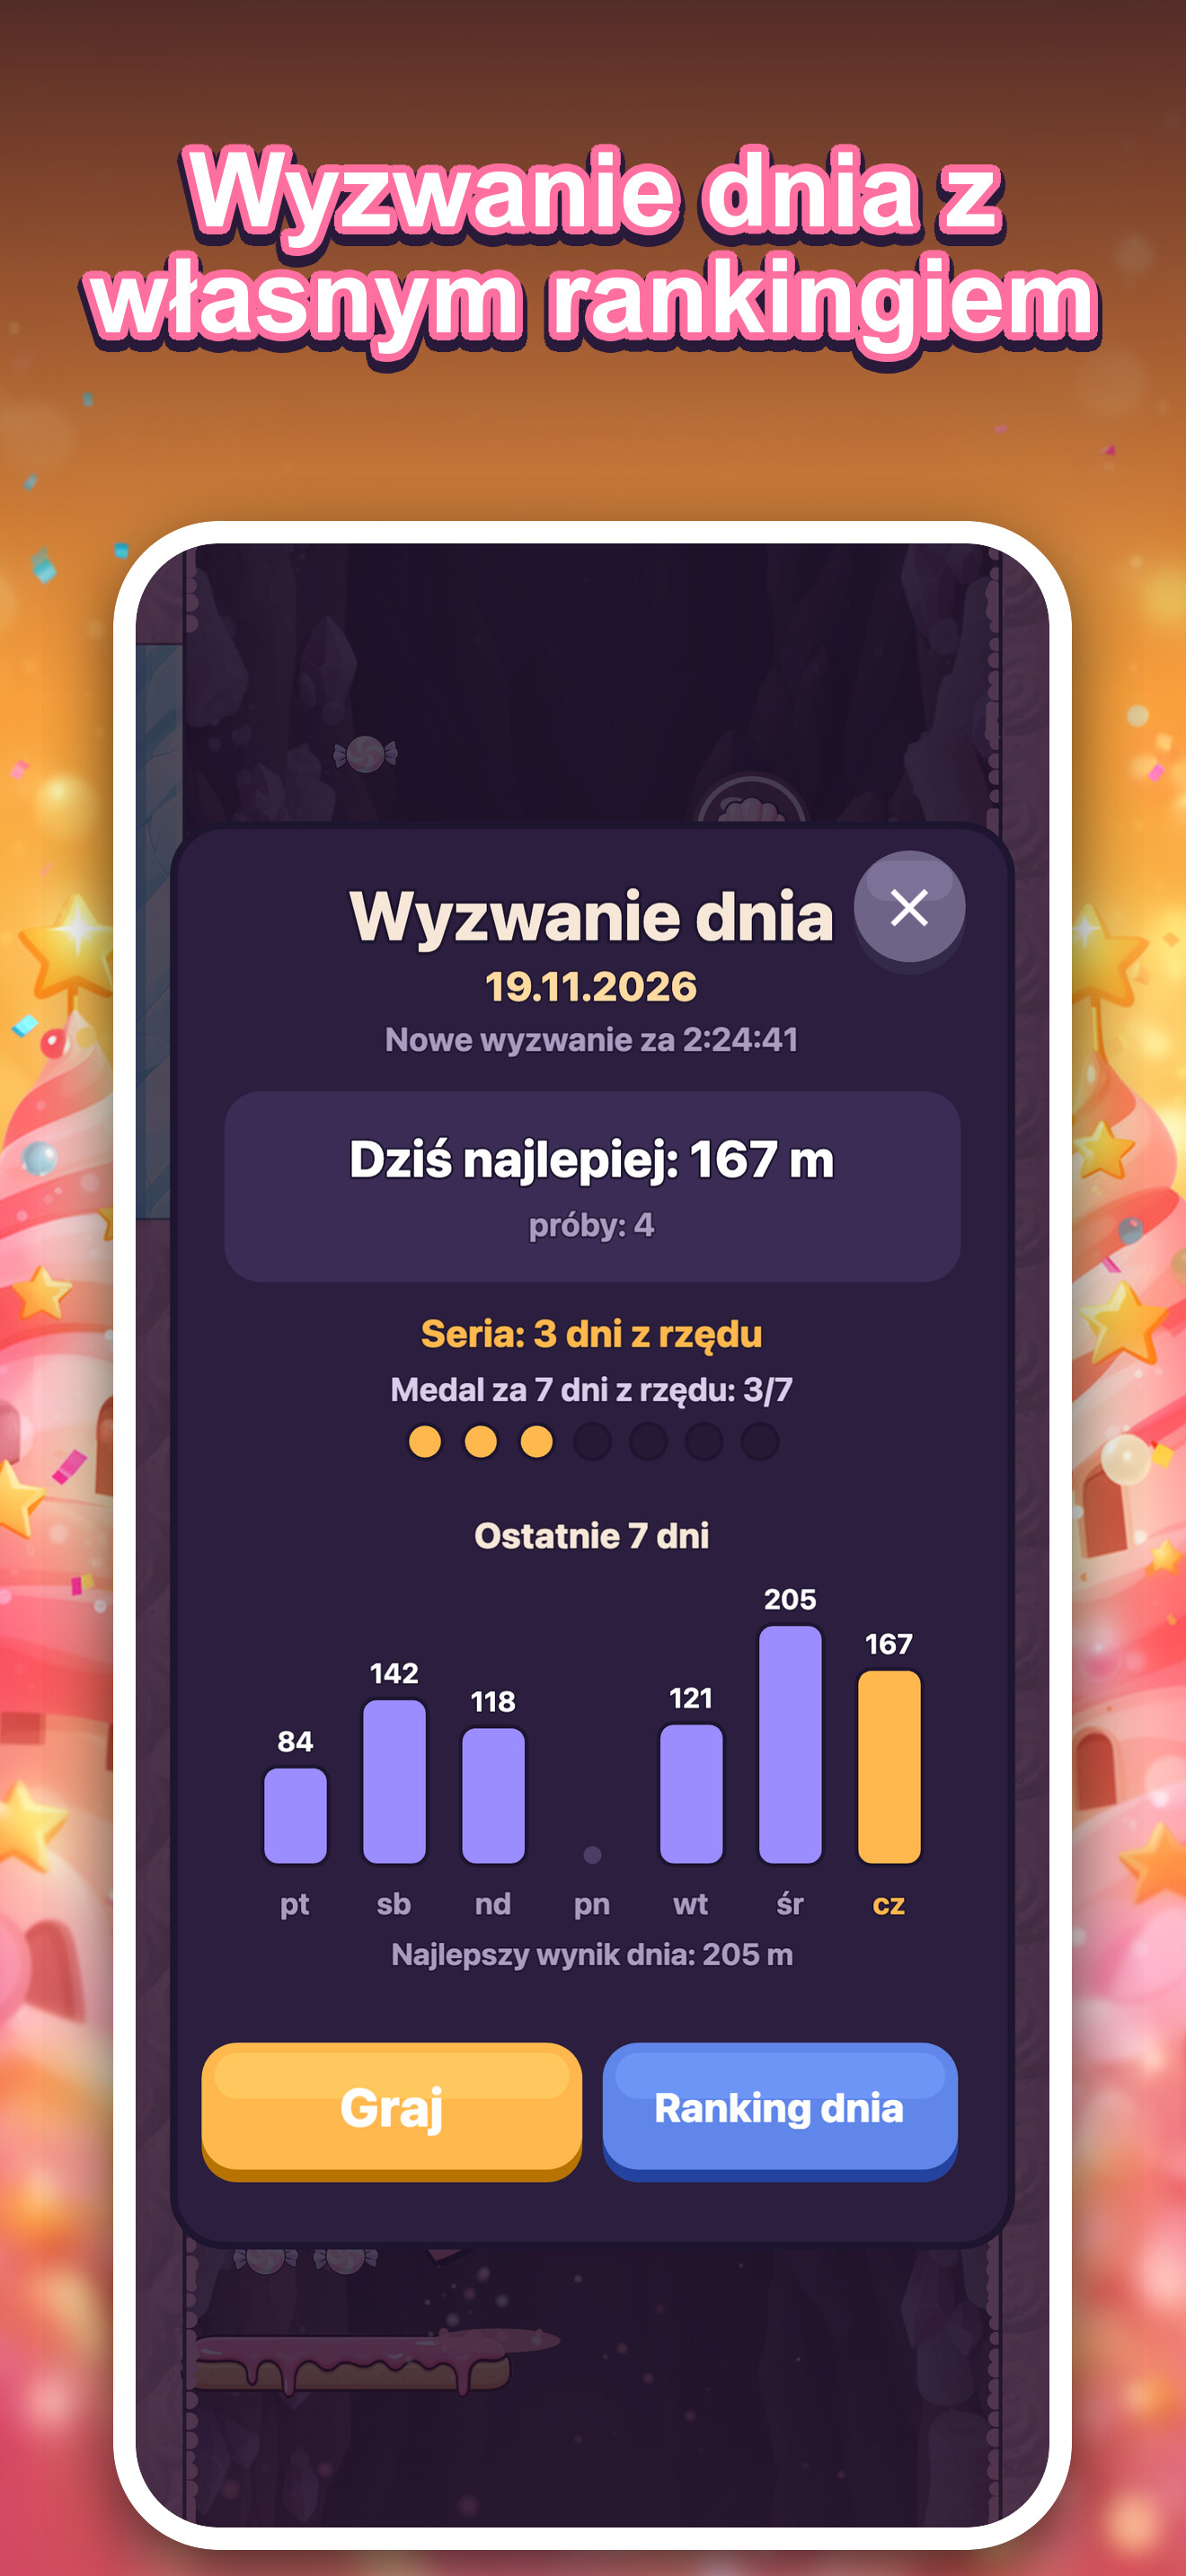 Wyzwanie dnia z
własnym rankingiem
Wyzwanie dnia
19.11.2026
Nowe wyzwanie za 2:24:41
Dziś najlepiej: 167 m
próby: 4
Seria: 3 dni z rzędu
Medal za 7 dni z rzędu: 3/7
Ostatnie 7 dni
84 142 118 121 205 167
pt sb nd pn wt śr cz
Najlepszy wynik dnia: 205 m
Graj
Ranking dnia